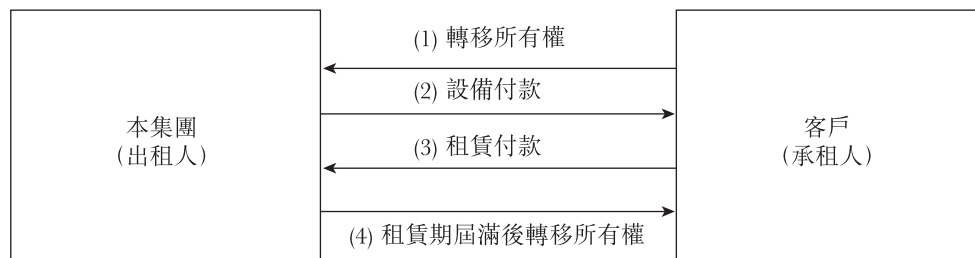 (1) 轉移所有權
(2) 設備付款
本集團
（出租人）
客戶
（承租人）
(3) 租賃付款
(4) 租賃期屆滿後轉移所有權